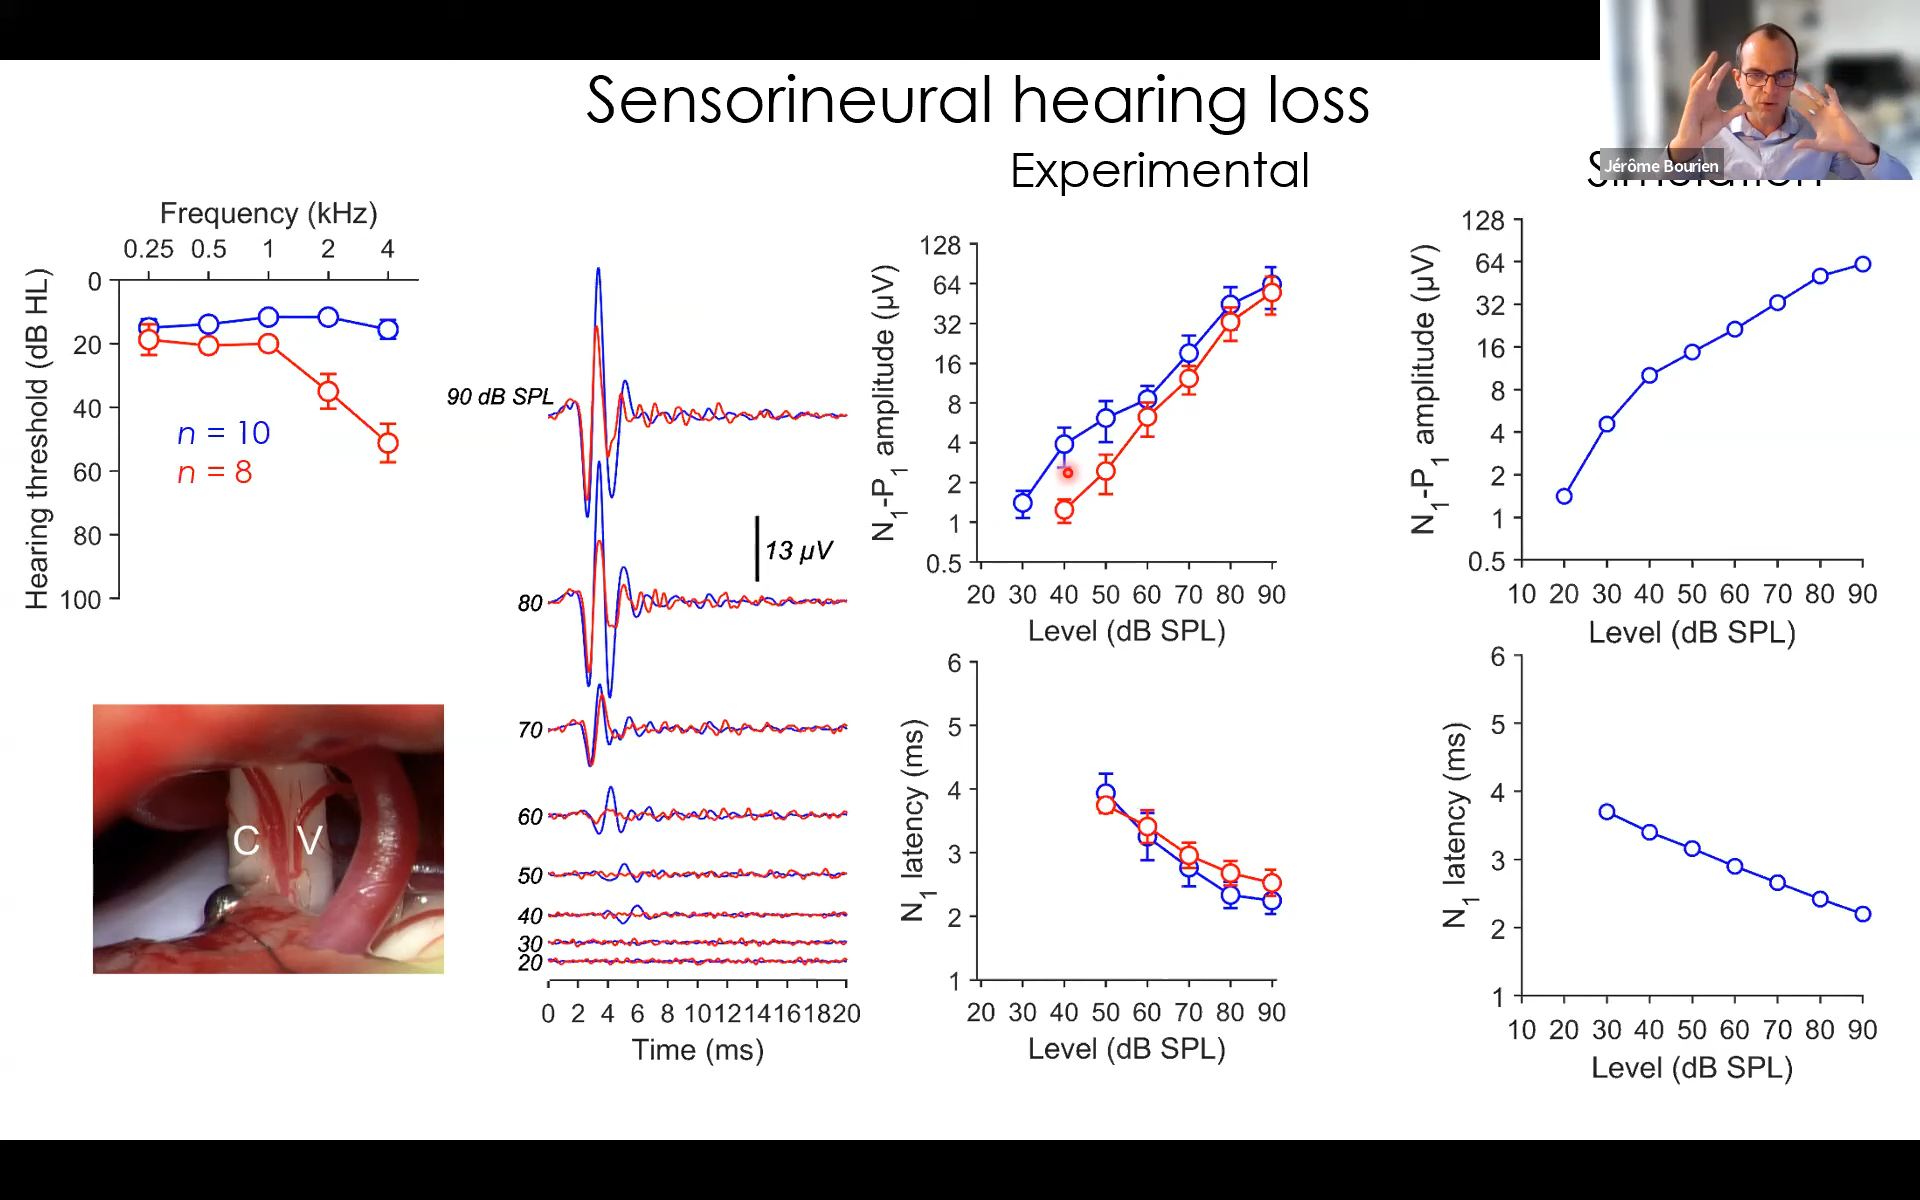 Sensorineural hearing loss
Experimental
Simulation
Jérôme Bourien
Frequency (kHz)
0.25 0.5 1 2 4
Hearing threshold (dB HL)
0
20
40
60
80
100
n = 10
n = 8
C V
90 dB SPL
80
70
60
50
40
30
20
13 µV
0 2 4 6 8 10 12 14 16 18 20
Time (ms)
N1-P1 amplitude (µV)
128
64
32
16
8
4
2
1
0.5
20 30 40 50 60 70 80 90
Level (dB SPL)
N1 latency (ms)
6
5
4
3
2
1
20 30 40 50 60 70 80 90
Level (dB SPL)
N1-P1 amplitude (µV)
128
64
32
16
8
4
2
1
0.5
10 20 30 40 50 60 70 80 90
Level (dB SPL)
N1 latency (ms)
6
5
4
3
2
1
10 20 30 40 50 60 70 80 90
Level (dB SPL)